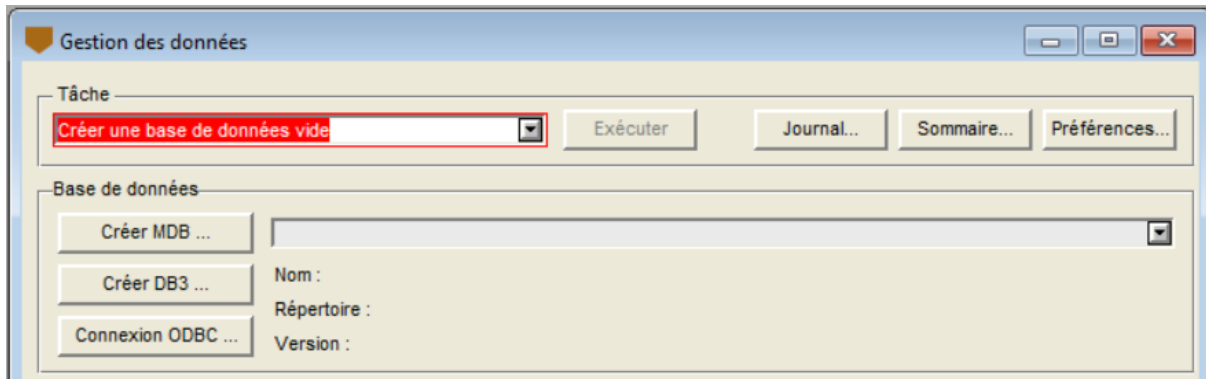 Gestion des données
Tâche
Créer une base de données vide
Exécuter
Journal...
Sommaire...
Préférences...
Base de données
Créer MDB ...
Créer DB3 ...
Nom :
Répertoire :
Connexion ODBC ...
Version :